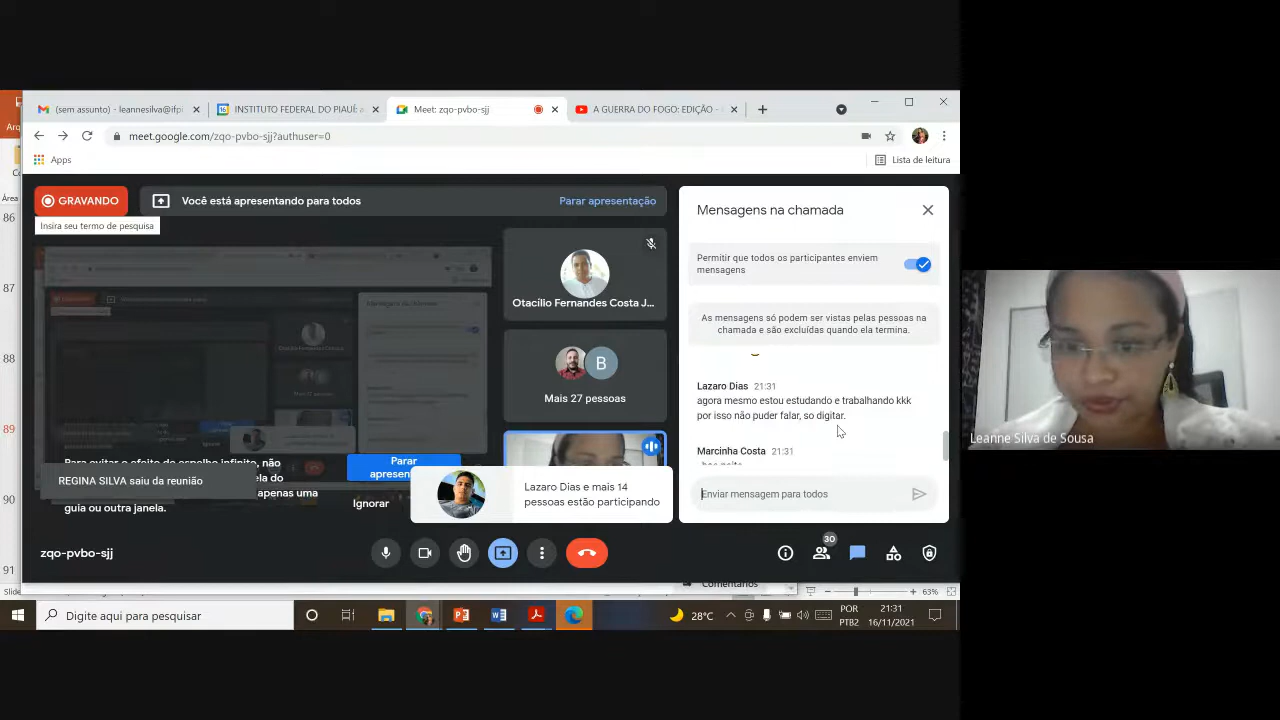 (sem assunto) - leannesilva@ifpi
INSTITUTO FEDERAL DO PIAUÍ:
Meet: zqo-pvbo-sjj
A GUERRA DO FOGO: EDIÇÃO -
meet.google.com/zqo-pvbo-sjj?authuser=0
Apps
Lista de leitura
Arq
Área
86
87
88
89
90
91
GRAVANDO
Você está apresentando para todos
Parar apresentação
Insira seu termo de pesquisa
Otacílio Fernandes Costa J...
B
Mais 27 pessoas
Para evitar o efeito de espelho infinito, não
REGINA SILVA saiu da reunião
apenas uma
guia ou outra janela.
Parar
Ignorar
Lazaro Dias e mais 14
pessoas estão participando
zqo-pvbo-sjj
Mensagens na chamada
Permitir que todos os participantes enviem
mensagens
As mensagens só podem ser vistas pelas pessoas na
chamada e são excluídas quando ela termina.
Lazaro Dias 21:31
agora mesmo estou estudando e trabalhando kkk
por isso não puder falar, so digitar.
Marcinha Costa 21:31
Enviar mensagem para todos
30
Comentários
63%
Digite aqui para pesquisar
28°C
POR
PTB2
21:31
16/11/2021
Leanne Silva de Sousa